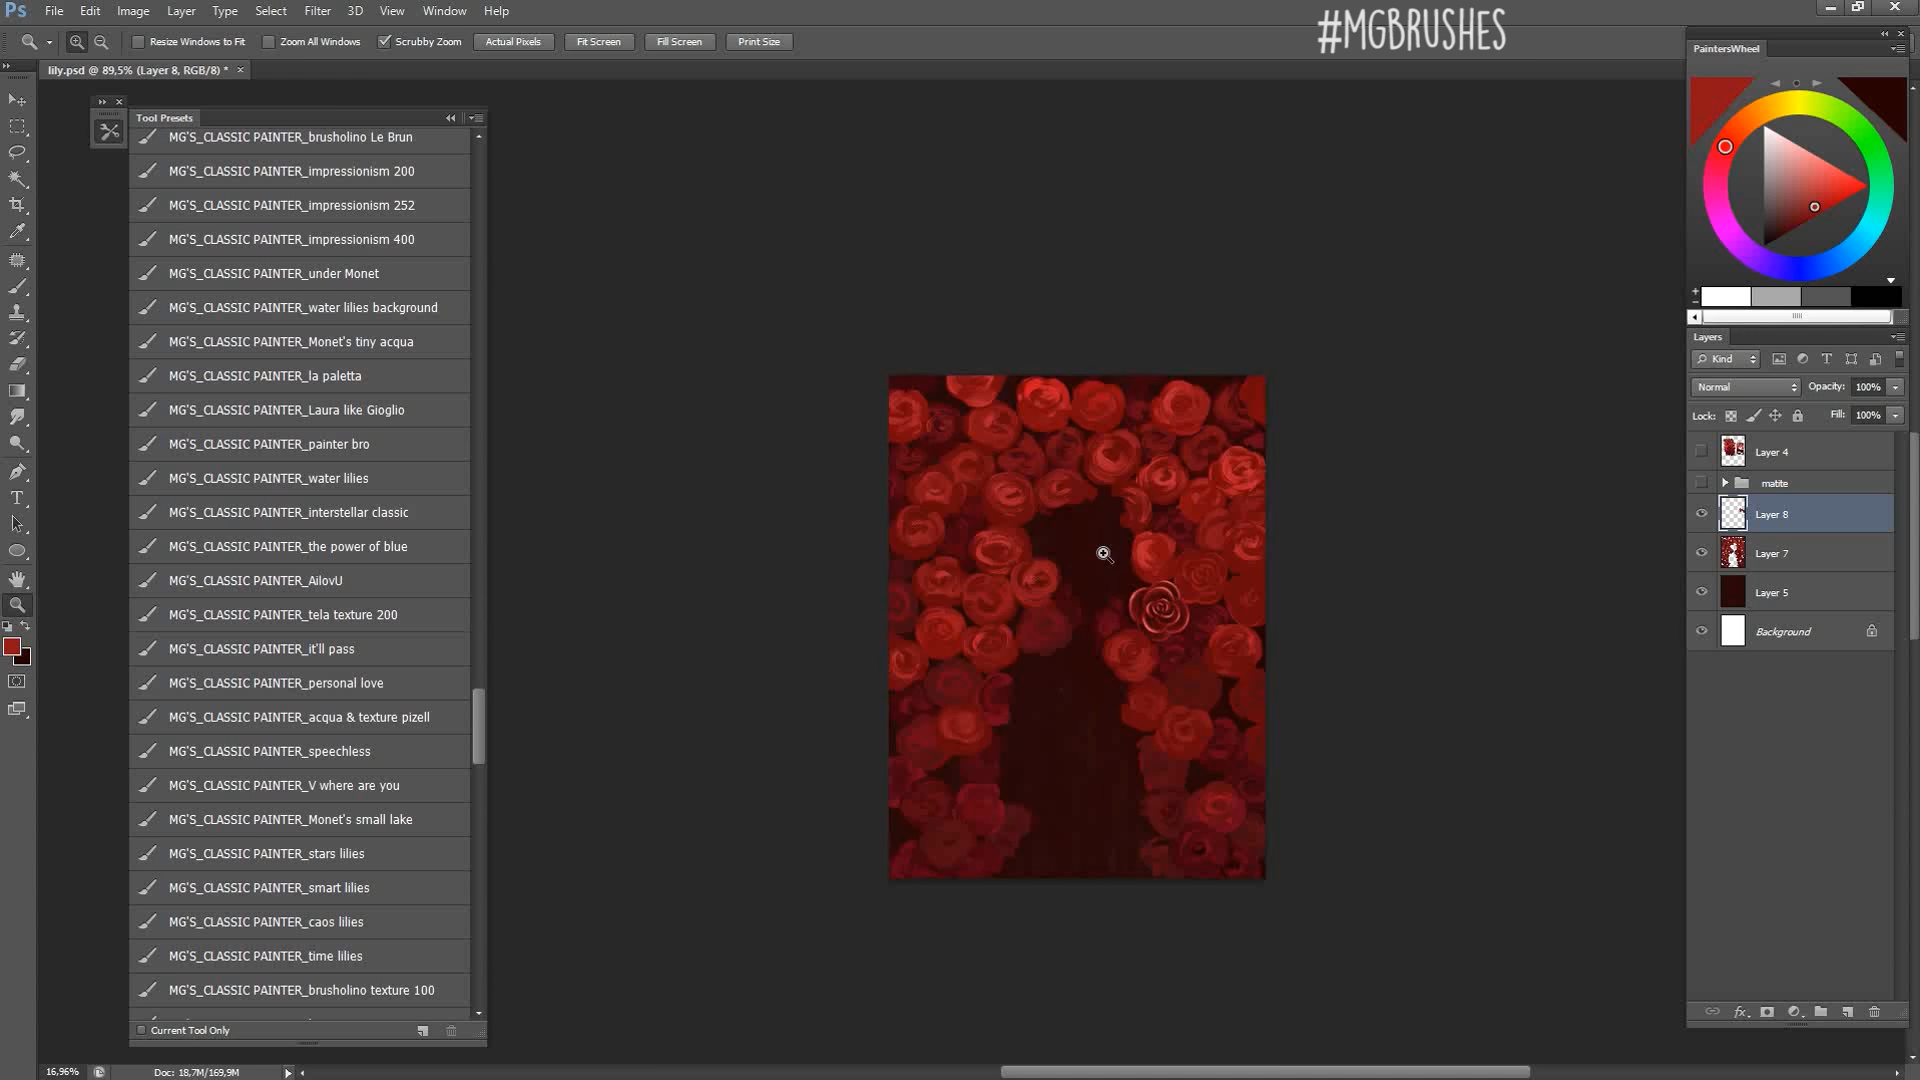 Ps File Edit Image Layer Type Select Filter 3D View Window Help
#MGBRUSHES
Resize Windows to Fit Zoom All Windows Scrubby Zoom Actual Pixels Fit Screen Fill Screen Print Size
lily.psd @ 89,5% (Layer 8, RGB/8) *
Tool Presets
MG'S_CLASSIC PAINTER_brusholino Le Brun
MG'S_CLASSIC PAINTER_impressionism 200
MG'S_CLASSIC PAINTER_impressionism 252
MG'S_CLASSIC PAINTER_impressionism 400
MG'S_CLASSIC PAINTER_under Monet
MG'S_CLASSIC PAINTER_water lilies background
MG'S_CLASSIC PAINTER_Monet's tiny acqua
MG'S_CLASSIC PAINTER_la paletta
MG'S_CLASSIC PAINTER_Laura like Gioglio
MG'S_CLASSIC PAINTER_painter bro
MG'S_CLASSIC PAINTER_water lilies
MG'S_CLASSIC PAINTER_interstellar classic
MG'S_CLASSIC PAINTER_the power of blue
MG'S_CLASSIC PAINTER_AilovU
MG'S_CLASSIC PAINTER_tela texture 200
MG'S_CLASSIC PAINTER_it'll pass
MG'S_CLASSIC PAINTER_personal love
MG'S_CLASSIC PAINTER_acqua & texture pizell
MG'S_CLASSIC PAINTER_speechless
MG'S_CLASSIC PAINTER_V where are you
MG'S_CLASSIC PAINTER_Monet's small lake
MG'S_CLASSIC PAINTER_stars lilies
MG'S_CLASSIC PAINTER_smart lilies
MG'S_CLASSIC PAINTER_caos lilies
MG'S_CLASSIC PAINTER_time lilies
MG'S_CLASSIC PAINTER_brusholino texture 100
Current Tool Only
16,96% Doc: 18,7M/169,9M
PaintersWheel
Layers
Kind
Normal Opacity: 100%
Lock: Fill: 100%
Layer 4
matite
Layer 8
Layer 7
Layer 5
Background
fx